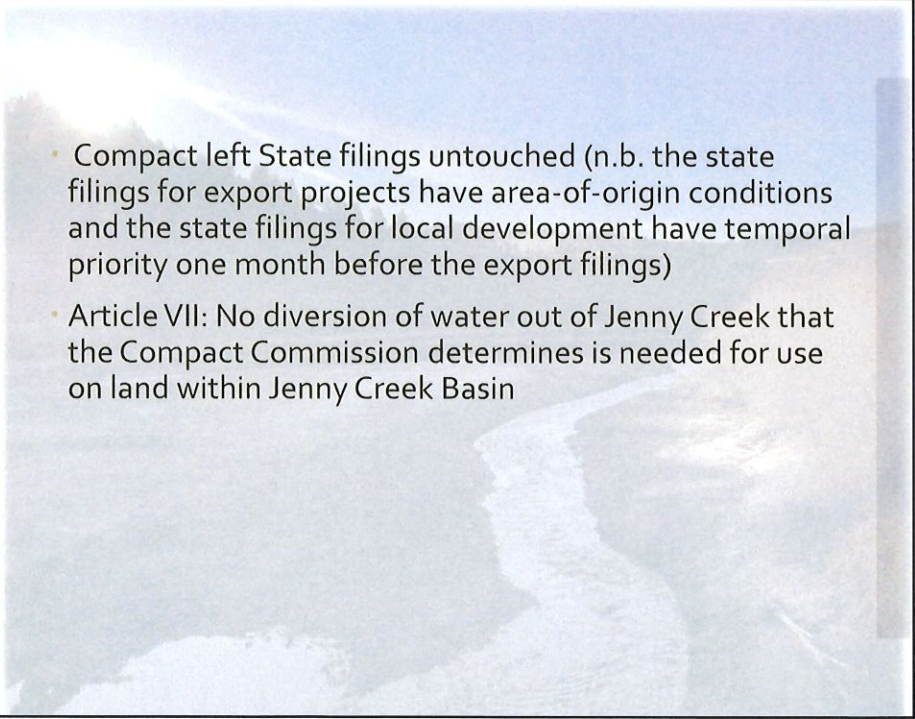 · Compact left State filings untouched (n.b. the state
filings for export projects have area-of-origin conditions
and the state filings for local development have temporal
priority one month before the export filings)
· Article VII: No diversion of water out of Jenny Creek that
the Compact Commission determines is needed for use
on land within Jenny Creek Basin